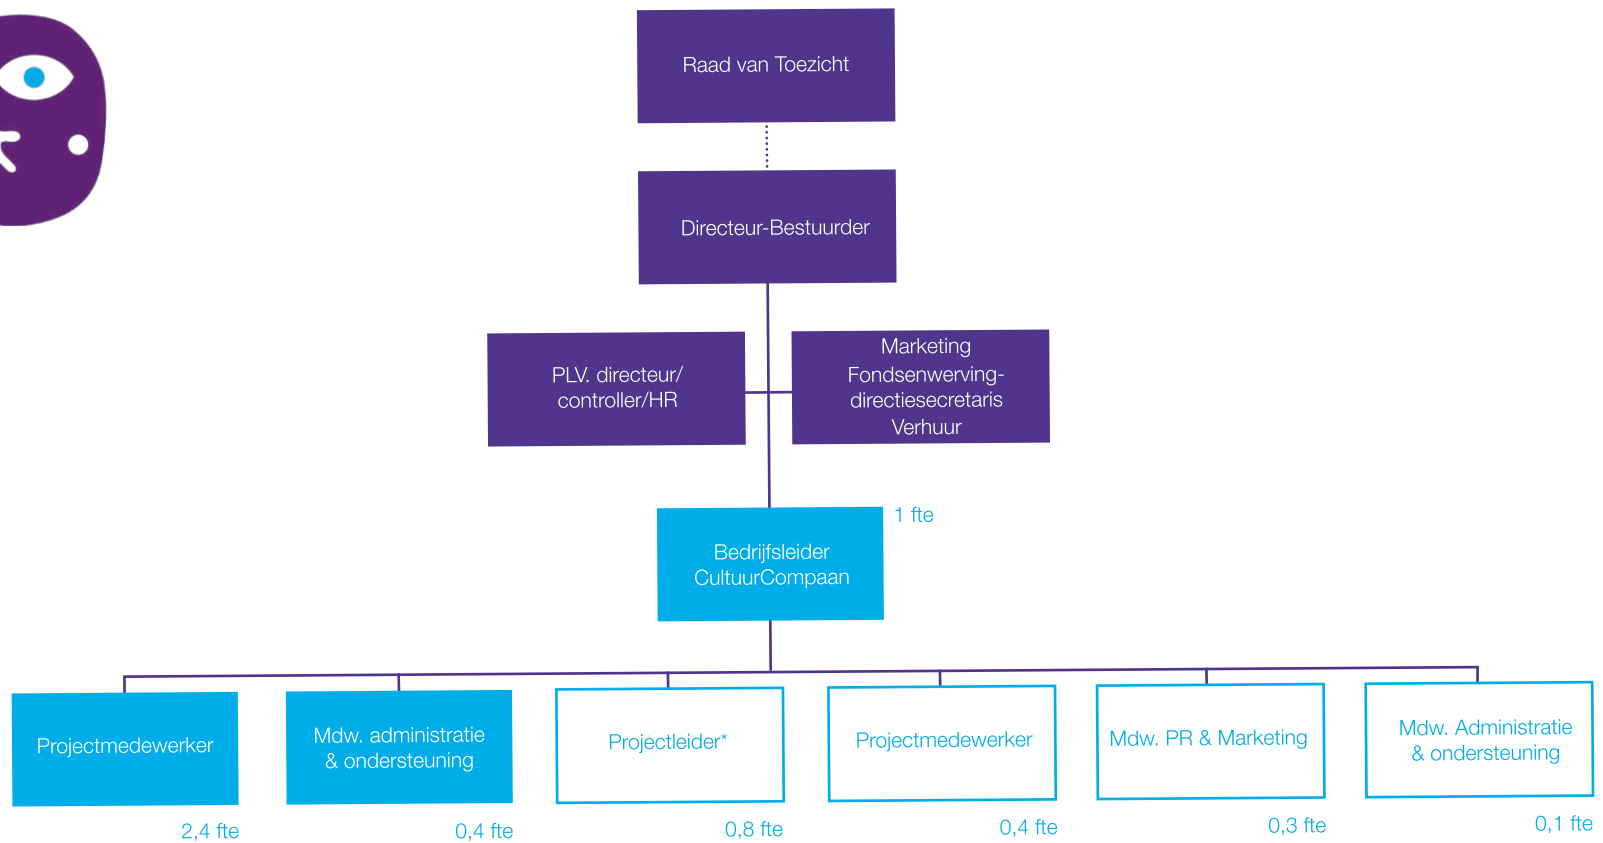 Raad van Toezicht
Directeur-Bestuurder
PLV. directeur/
controller/HR
Marketing
Fondsenwerving-
directiesecretaris
Verhuur
1 fte
Bedrijfsleider
CultuurCompaan
Projectmedewerker
2,4 fte
Mdw. administratie
& ondersteuning
0,4 fte
Projectleider*
0,8 fte
Projectmedewerker
0,4 fte
Mdw. PR & Marketing
0,3 fte
Mdw. Administratie
& ondersteuning
0,1 fte